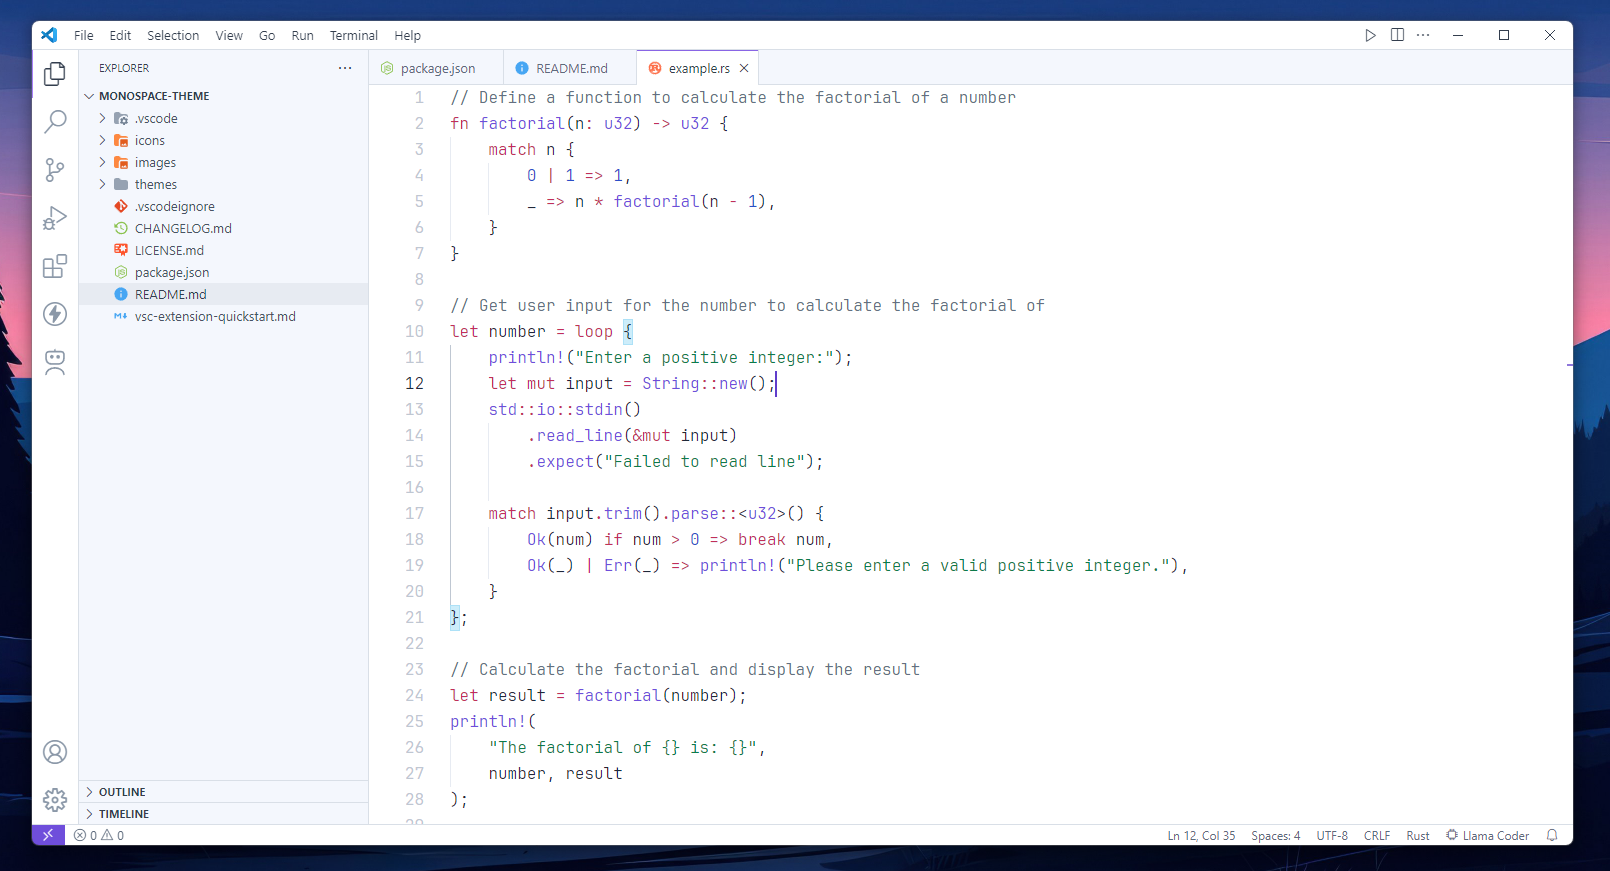 File Edit Selection View Go Run Terminal Help
EXPLORER
MONOSPACE-THEME
.vscode
icons
images
themes
.vscodeignore
CHANGELOG.md
LICENSE.md
package.json
README.md
vsc-extension-quickstart.md
OUTLINE
TIMELINE
package.json README.md example.rs
1 // Define a function to calculate the factorial of a number
2 fn factorial(n: u32) -> u32 {
3     match n {
4         0 | 1 => 1,
5         _ => n * factorial(n - 1),
6     }
7 }
8
9 // Get user input for the number to calculate the factorial of
10 let number = loop {
11     println!("Enter a positive integer:");
12     let mut input = String::new();
13     std::io::stdin()
14         .read_line(&mut input)
15         .expect("Failed to read line");
16
17     match input.trim().parse::<u32>() {
18         Ok(num) if num > 0 => break num,
19         Ok(_) | Err(_) => println!("Please enter a valid positive integer."),
20     }
21 };
22
23 // Calculate the factorial and display the result
24 let result = factorial(number);
25 println!(
26     "The factorial of {} is: {}",
27     number, result
28 );
0 0 Ln 12, Col 35 Spaces: 4 UTF-8 CRLF Rust Llama Coder